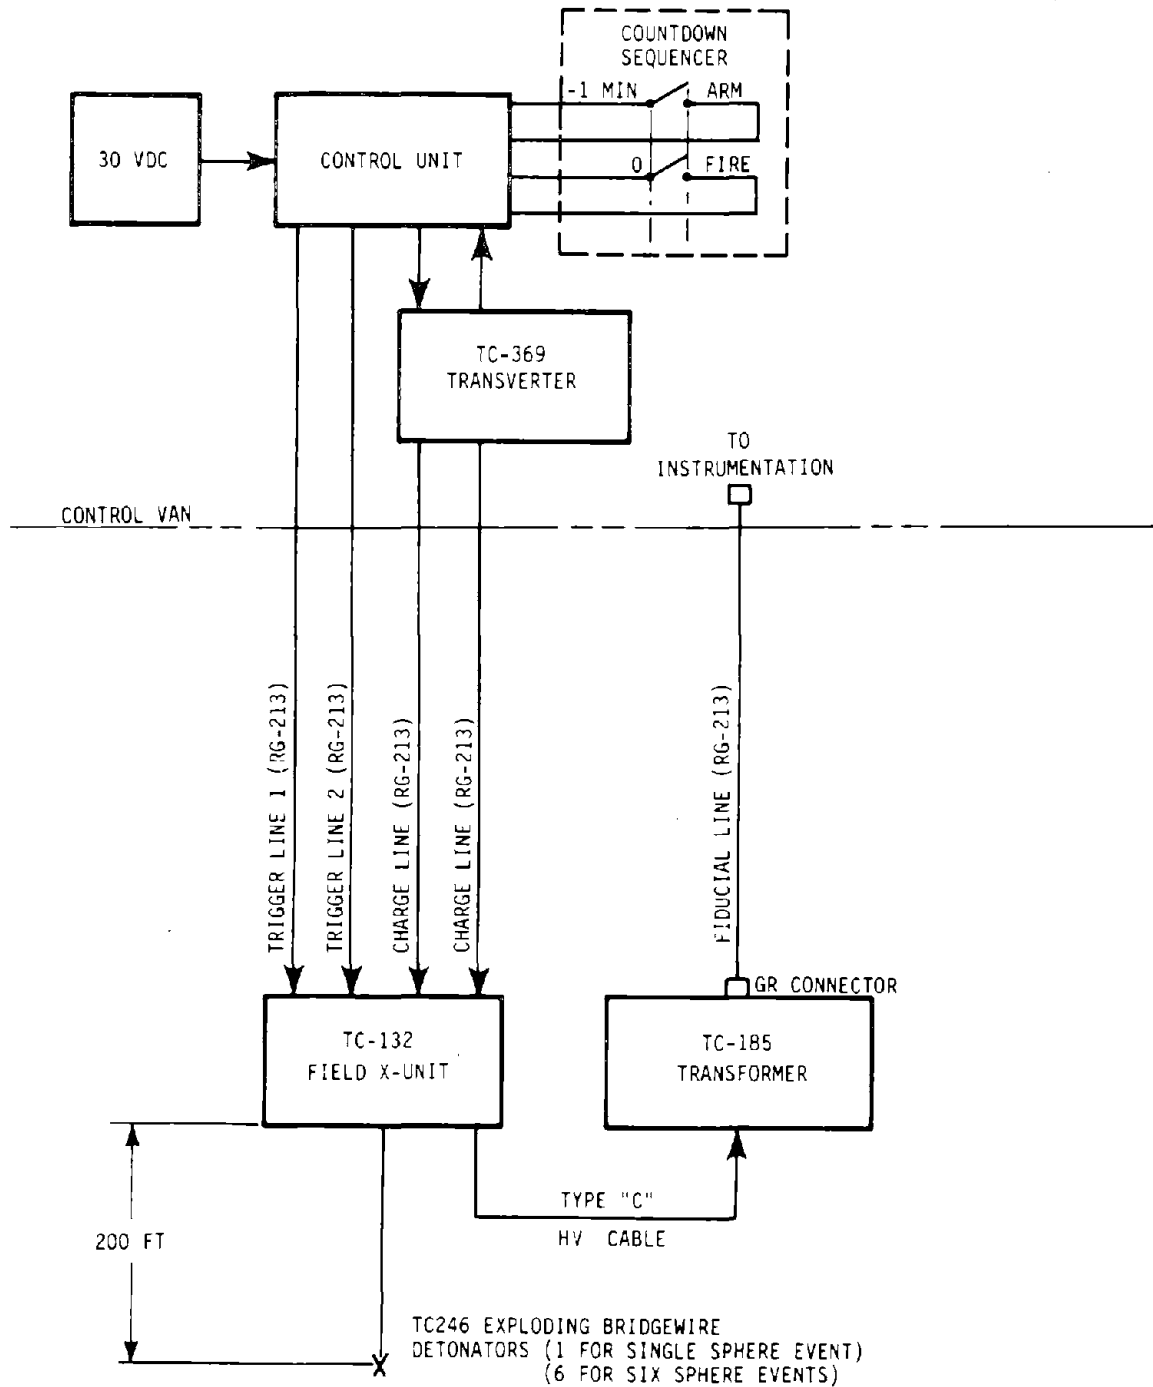 COUNTDOWN
SEQUENCER
-1 MIN
ARM
30 VDC
CONTROL UNIT
0
FIRE
TC-369
TRANSVERTER
TO
INSTRUMENTATION
CONTROL VAN
TRIGGER LINE 1 (RG-213)
TRIGGER LINE 2 (RG-213)
CHARGE LINE (RG-213)
CHARGE LINE (RG-213)
FIDUCIAL LINE (RG-213)
GR CONNECTOR
TC-132
FIELD X-UNIT
TC-185
TRANSFORMER
TYPE "C"
HV CABLE
200 FT
TC246 EXPLODING BRIDGEWIRE
DETONATORS (1 FOR SINGLE SPHERE EVENT)
(6 FOR SIX SPHERE EVENTS)